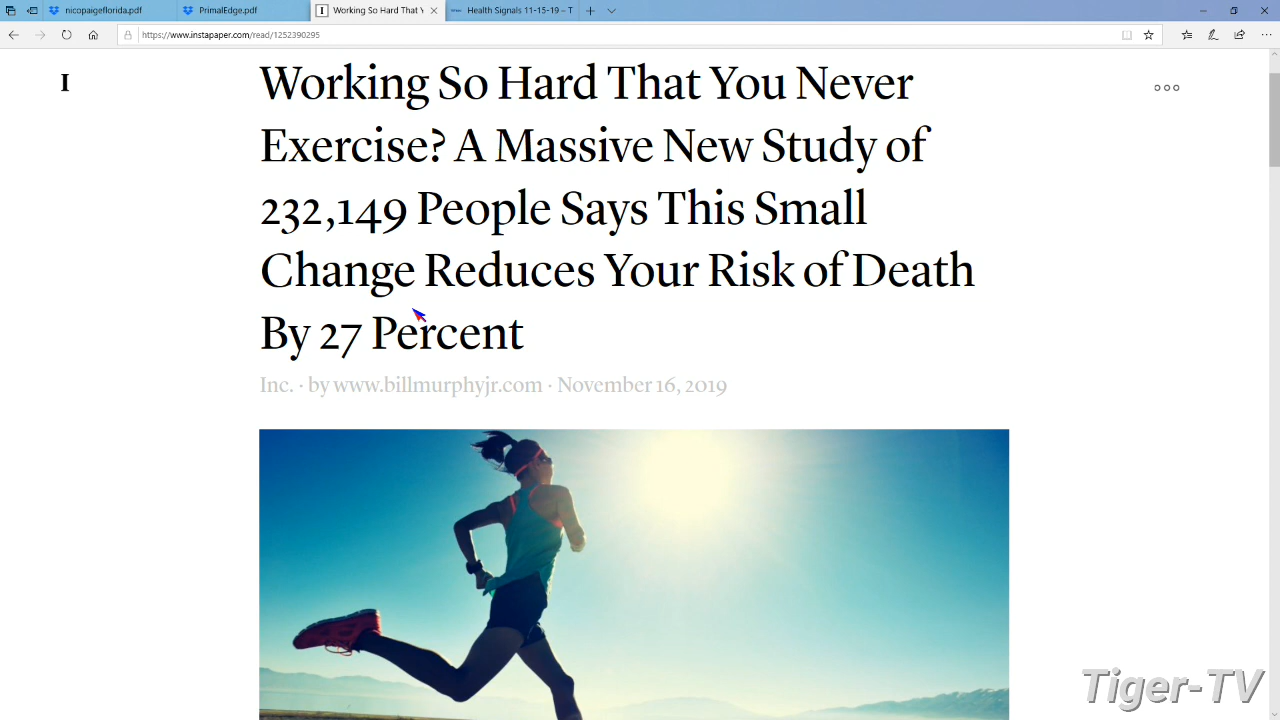 nicopaigeflorida.pdf
PrimalEdge.pdf
I Working So Hard That Y
Health Signals 11-15-19 – T
https://www.instapaper.com/read/1252390295
I
Working So Hard That You Never
Exercise? A Massive New Study of
232,149 People Says This Small
Change Reduces Your Risk of Death
By 27 Percent
Inc. · by www.billmurphyjr.com · November 16, 2019
Tiger-TV